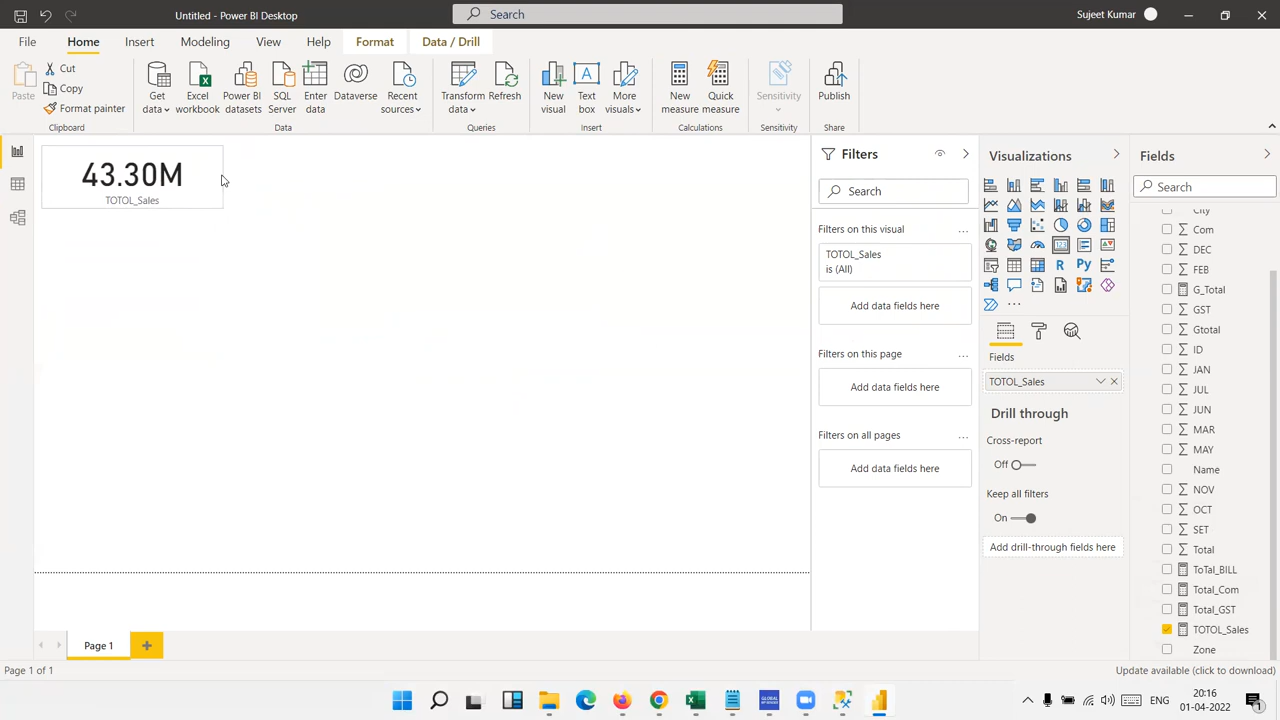 Untitled - Power BI Desktop
Search
Sujeet Kumar
File
Home
Insert
Modeling
View
Help
Format
Data / Drill
Paste
Cut
Copy
Format painter
Clipboard
Get data
Excel workbook
Power BI datasets
SQL Server
Enter data
Dataverse
Recent sources
Data
Transform data
Refresh
Queries
New visual
Text box
More visuals
Insert
New measure
Quick measure
Calculations
Sensitivity
Sensitivity
Publish
Share
43.30M
TOTOL_Sales
Filters
Search
Filters on this visual
TOTOL_Sales
is (All)
Add data fields here
Filters on this page
Add data fields here
Filters on all pages
Add data fields here
Visualizations
R
Py
Fields
TOTOL_Sales
Drill through
Cross-report
Off
Keep all filters
On
Add drill-through fields here
Fields
Search
City
Com
DEC
FEB
G_Total
GST
Gtotal
ID
JAN
JUL
JUN
MAR
MAY
Name
NOV
OCT
SET
Total
ToTal_BILL
Total_Com
Total_GST
TOTOL_Sales
Zone
Page 1
Page 1 of 1
Update available (click to download)
ENG
20:16
01-04-2022